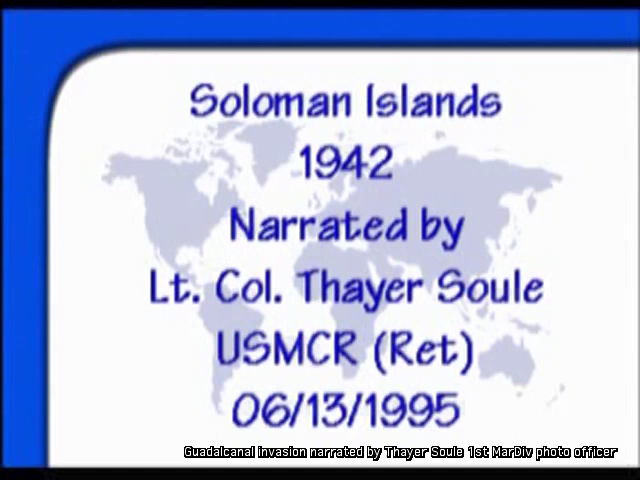 Soloman Islands
1942
Narrated by
Lt. Col. Thayer Soule
USMCR (Ret)
06/13/1995
Guadalcanal invasion narrated by Thayer Soule 1st MarDiv photo officer